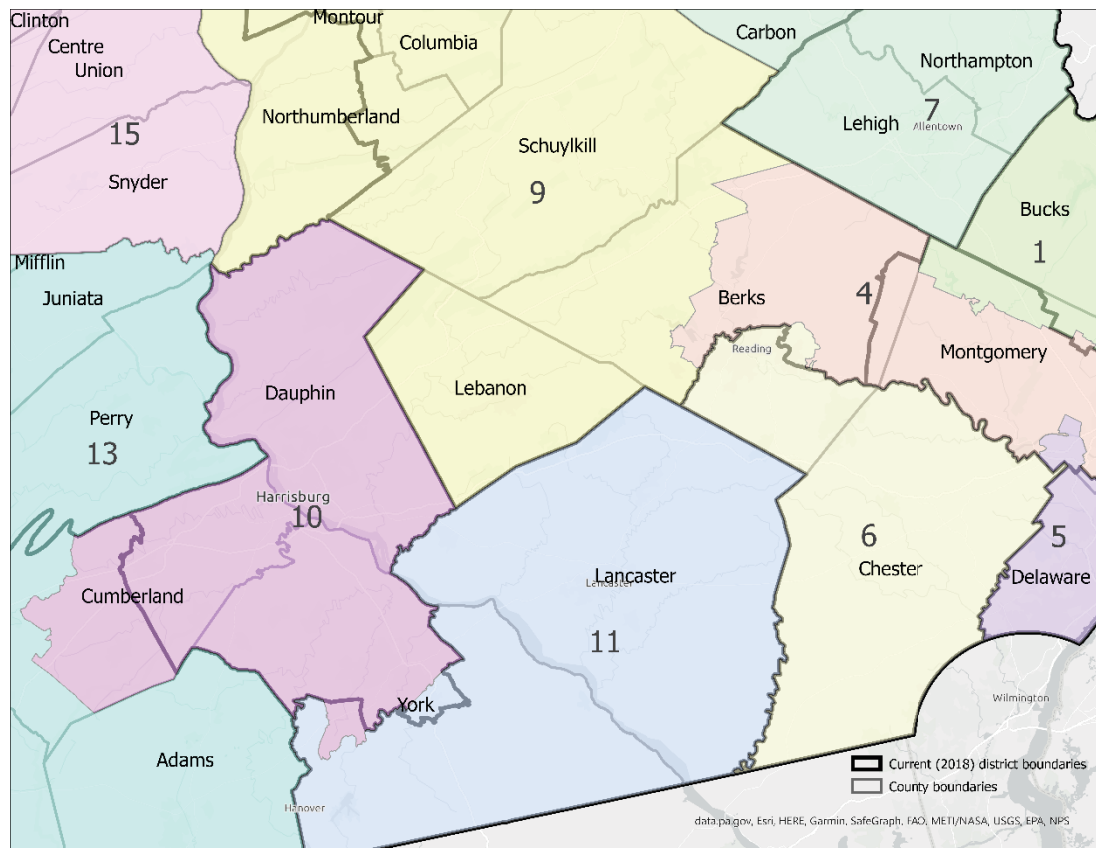 Clinton
Montour
Centre
Columbia
Carbon
Union
Northampton
Northumberland
7
Lehigh
Allentown
15
Schuylkill
Snyder
9
Bucks
1
Mifflin
Juniata
4
Berks
Reading
Montgomery
Dauphin
Lebanon
Perry
13
Harrisburg
10
5
6
Chester
Lancaster
Lancaster
Delaware
Cumberland
11
York
Wilmington
Adams
Hanover
Current (2018) district boundaries
County boundaries
data.pa.gov, Esri, HERE, Garmin, SafeGraph, FAO, METI/NASA, USGS, EPA, NPS